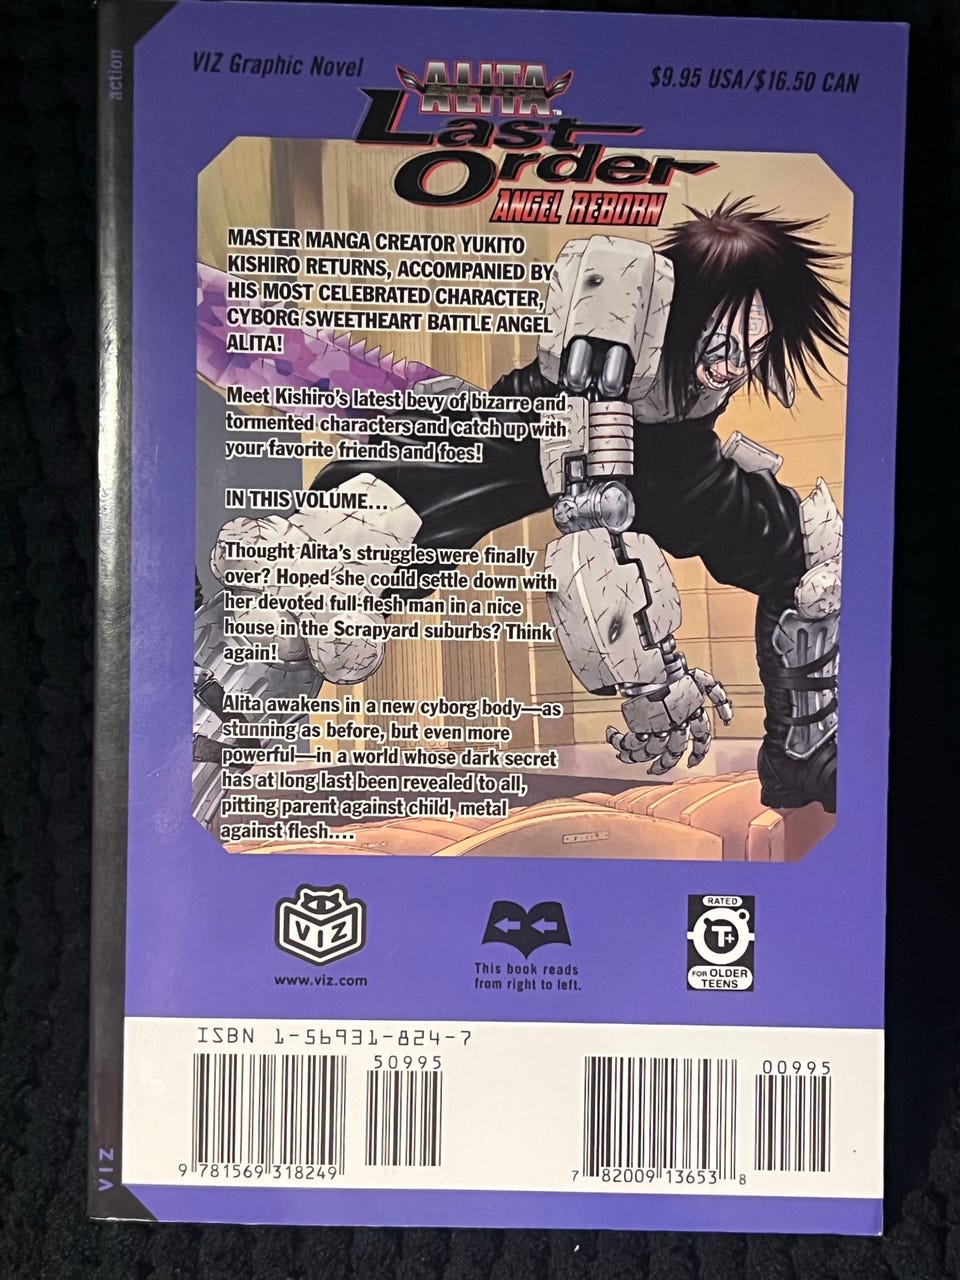 action
VIZ Graphic Novel
$9.95 USA/$16.50 CAN
ALITA
Last
Order
ANGEL REBORN
MASTER MANGA CREATOR YUKITO
KISHIRO RETURNS, ACCOMPANIED BY
HIS MOST CELEBRATED CHARACTER,
CYBORG SWEETHEART BATTLE ANGEL
ALITA!
Meet Kishiro's latest bevy of bizarre and
tormented characters and catch up with
your favorite friends and foes!
IN THIS VOLUME...
Thought Alita's struggles were finally
over? Hoped she could settle down with
her devoted full-flesh man in a nice
house in the Scrapyard suburbs? Think
again!
Alita awakens in a new cyborg body—as
stunning as before, but even more
powerful—in a world whose dark secret
has at long last been revealed to all,
pitting parent against child, metal
against flesh....
VIZ
www.viz.com
This book reads
from right to left.
RATED
T+
FOR OLDER
TEENS
ISBN 1-56931-824-7
50995
9 781569 318249
00995
7 82009 13653 8
VIZ